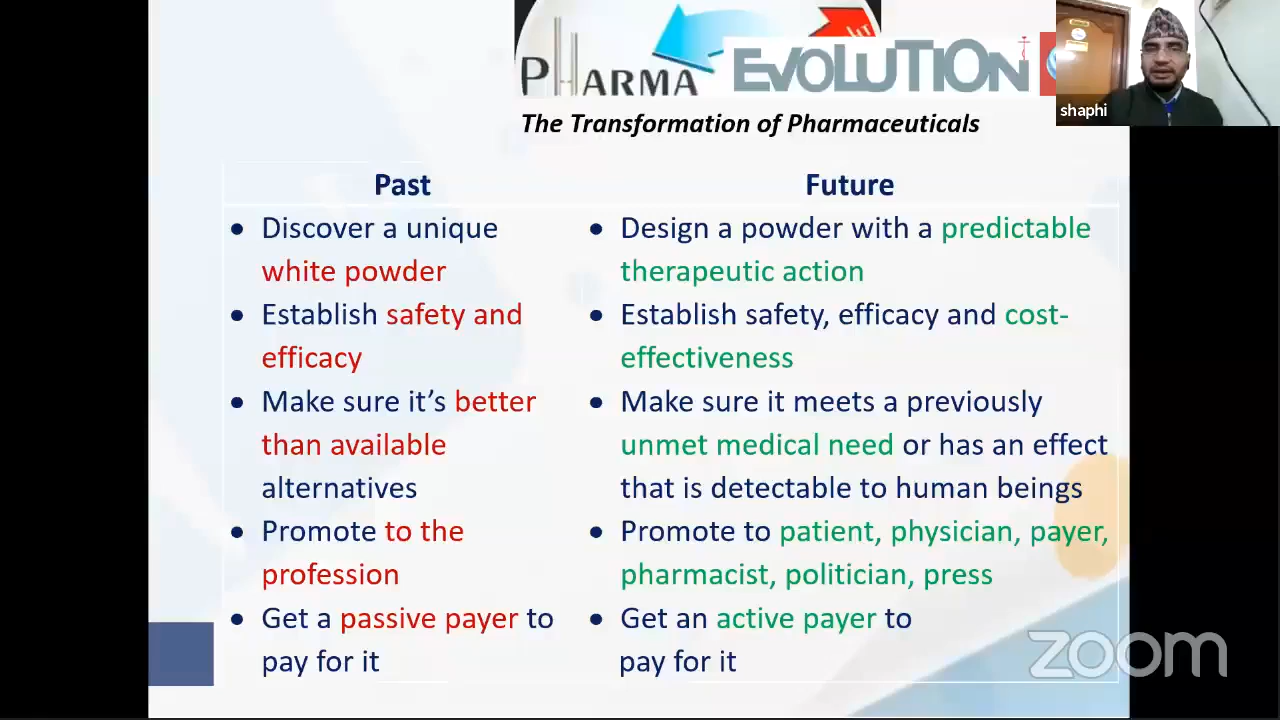 PHARMA
EVOLUTION
shaphi
The Transformation of Pharmaceuticals
Past
• Discover a unique
white powder
• Establish safety and
efficacy
• Make sure it's better
than available
alternatives
• Promote to the
profession
• Get a passive payer to
pay for it
Future
• Design a powder with a predictable
therapeutic action
• Establish safety, efficacy and cost-
effectiveness
• Make sure it meets a previously
unmet medical need or has an effect
that is detectable to human beings
• Promote to patient, physician, payer,
pharmacist, politician, press
• Get an active payer to
pay for it
zoom